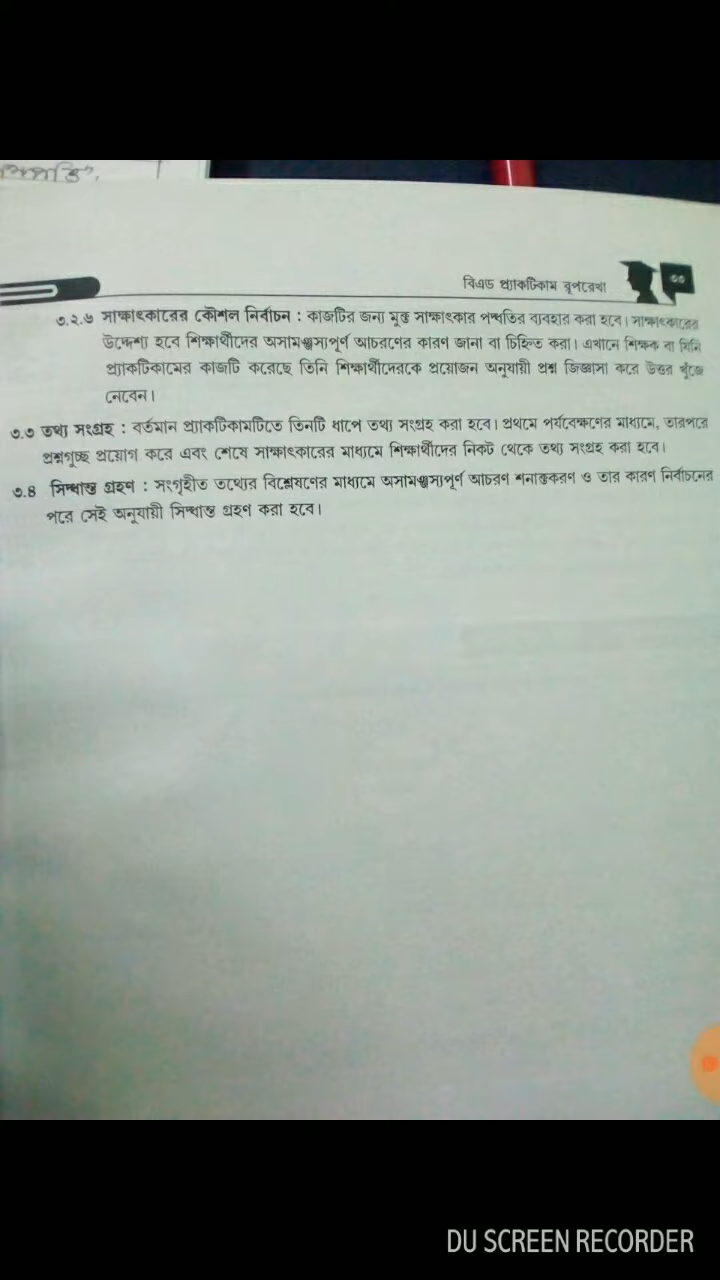 বিএড প্র্যাকটিকাম রূপরেখা
৩.২.৬ সাক্ষাৎকারের কৌশল নির্বাচন : কাজটির জন্য মুক্ত সাক্ষাৎকার পদ্ধতির ব্যবহার করা হবে। সাক্ষাৎকারের
উদ্দেশ্য হবে শিক্ষার্থীদের অসামঞ্জস্যপূর্ণ আচরণের কারণ জানা বা চিহ্নিত করা। এখানে শিক্ষক বা যিনি
প্র্যাকটিকামের কাজটি করেছে তিনি শিক্ষার্থীদেরকে প্রয়োজন অনুযায়ী প্রশ্ন জিজ্ঞাসা করে উত্তর খুঁজে
নেবেন।
৩.৩ তথ্য সংগ্রহ : বর্তমান প্র্যাকটিকামটিতে তিনটি ধাপে তথ্য সংগ্রহ করা হবে। প্রথমে পর্যবেক্ষণের মাধ্যমে, তারপরে
প্রশ্নগুচ্ছ প্রয়োগ করে এবং শেষে সাক্ষাৎকারের মাধ্যমে শিক্ষার্থীদের নিকট থেকে তথ্য সংগ্রহ করা হবে।
৩.৪ সিদ্ধান্ত গ্রহণ : সংগৃহীত তথ্যের বিশ্লেষণের মাধ্যমে অসামঞ্জস্যপূর্ণ আচরণ শনাক্তকরণ ও তার কারণ নির্বাচনের
পরে সেই অনুযায়ী সিদ্ধান্ত গ্রহণ করা হবে।
DU SCREEN RECORDER